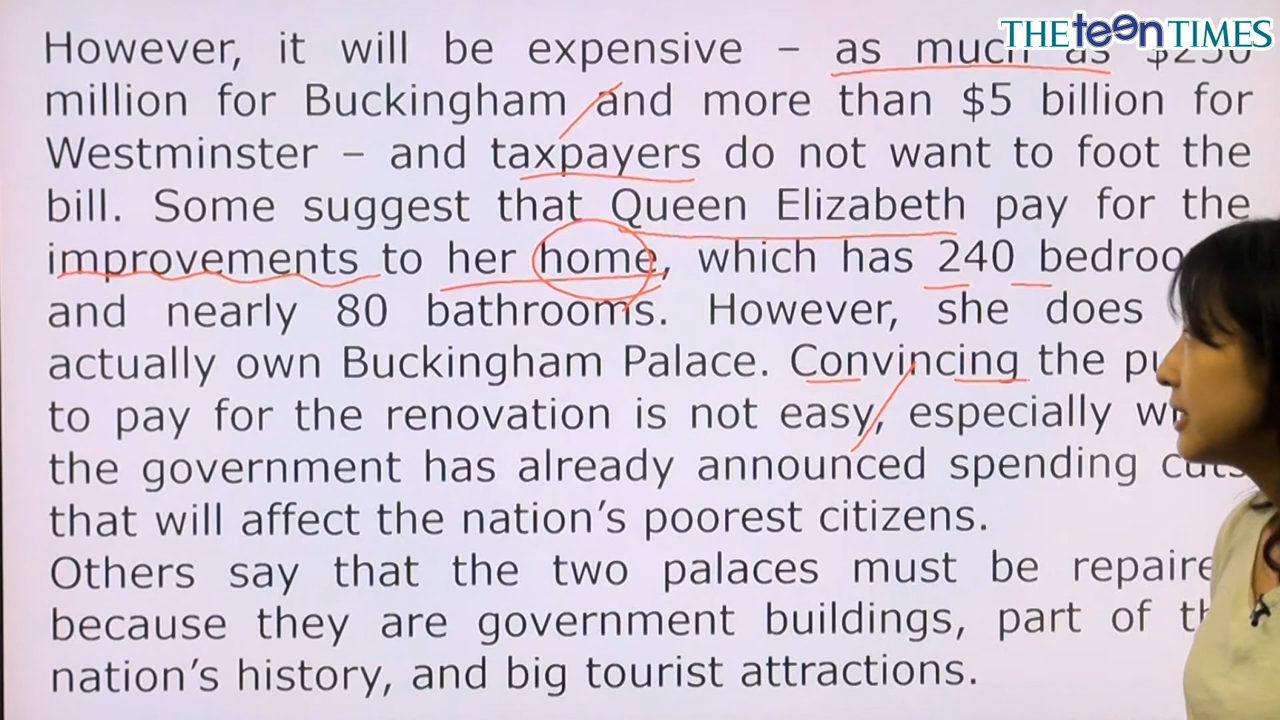 THE teen TIMES
However, it will be expensive – as much as
million for Buckingham and more than $5 billion for
Westminster – and taxpayers do not want to foot the
bill. Some suggest that Queen Elizabeth pay for the
improvements to her home, which has 240
and nearly 80 bathrooms. However, she does
actually own Buckingham Palace. Convincing the
to pay for the renovation is not easy, especially
the government has already announced spending cuts
that will affect the nation’s poorest citizens.
Others say that the two palaces must be
because they are government buildings, part of
nation’s history, and big tourist attractions.